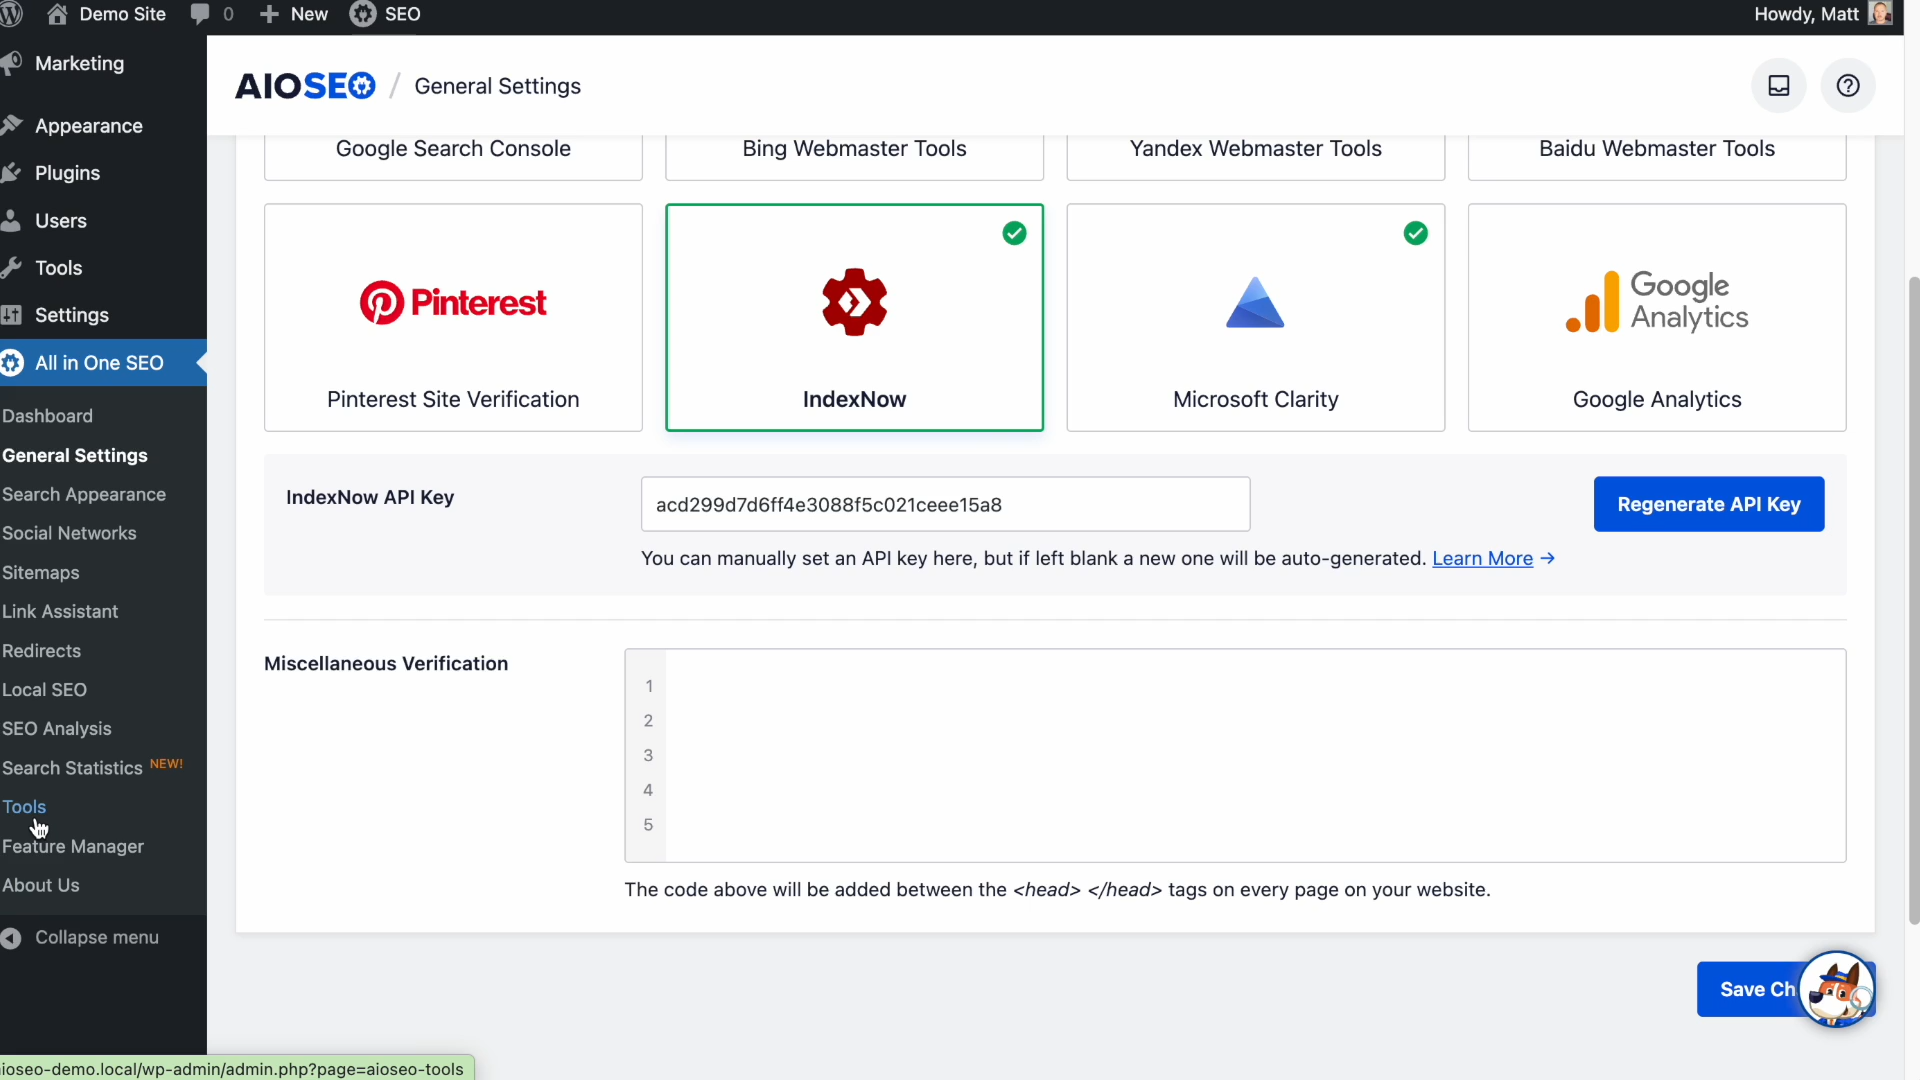 Demo Site 0 New SEO
Howdy, Matt
Marketing
Appearance
Plugins
Users
Tools
Settings
All in One SEO
Dashboard
General Settings
Search Appearance
Social Networks
Sitemaps
Link Assistant
Redirects
Local SEO
SEO Analysis
Search Statistics NEW!
Tools
Feature Manager
About Us
Collapse menu
AIOSEO / General Settings
Google Search Console
Bing Webmaster Tools
Yandex Webmaster Tools
Baidu Webmaster Tools
Pinterest
Pinterest Site Verification
IndexNow
Microsoft Clarity
Google
Analytics
Google Analytics
IndexNow API Key
acd299d7d6ff4e3088f5c021ceee15a8
Regenerate API Key
You can manually set an API key here, but if left blank a new one will be auto-generated. Learn More →
Miscellaneous Verification
1
2
3
4
5
The code above will be added between the <head> </head> tags on every page on your website.
Save Ch
ioseo-demo.local/wp-admin/admin.php?page=aioseo-tools